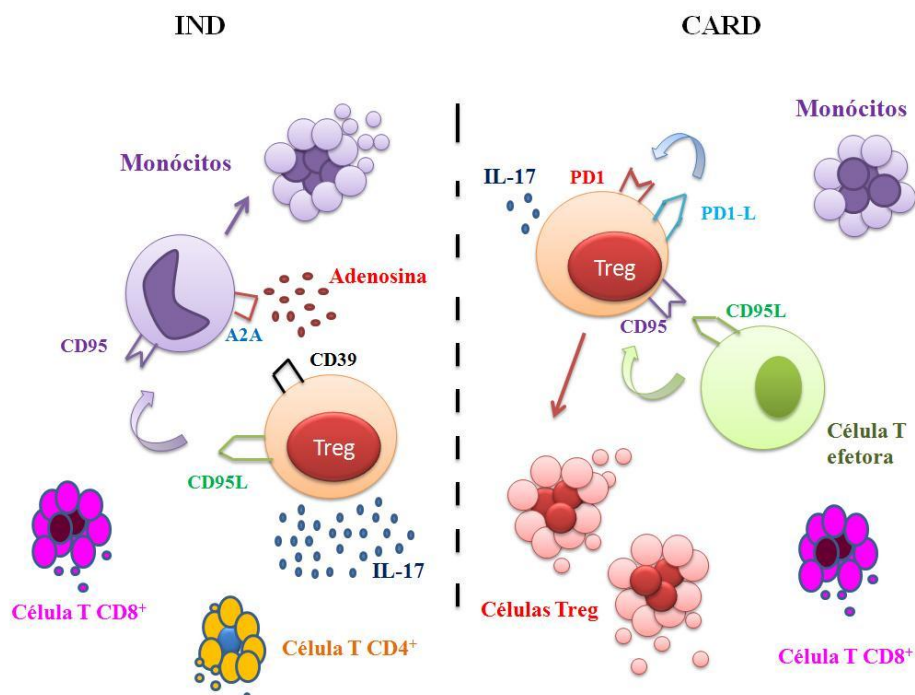 IND
Monócitos
Adenosina
A2A
CD95
CD39
Treg
CD95L
IL-17
Célula T CD8⁺
Célula T CD4⁺
CARD
Monócitos
IL-17
PD1
PD1-L
Treg
CD95
CD95L
Célula T
efetora
Células Treg
Célula T CD8⁺